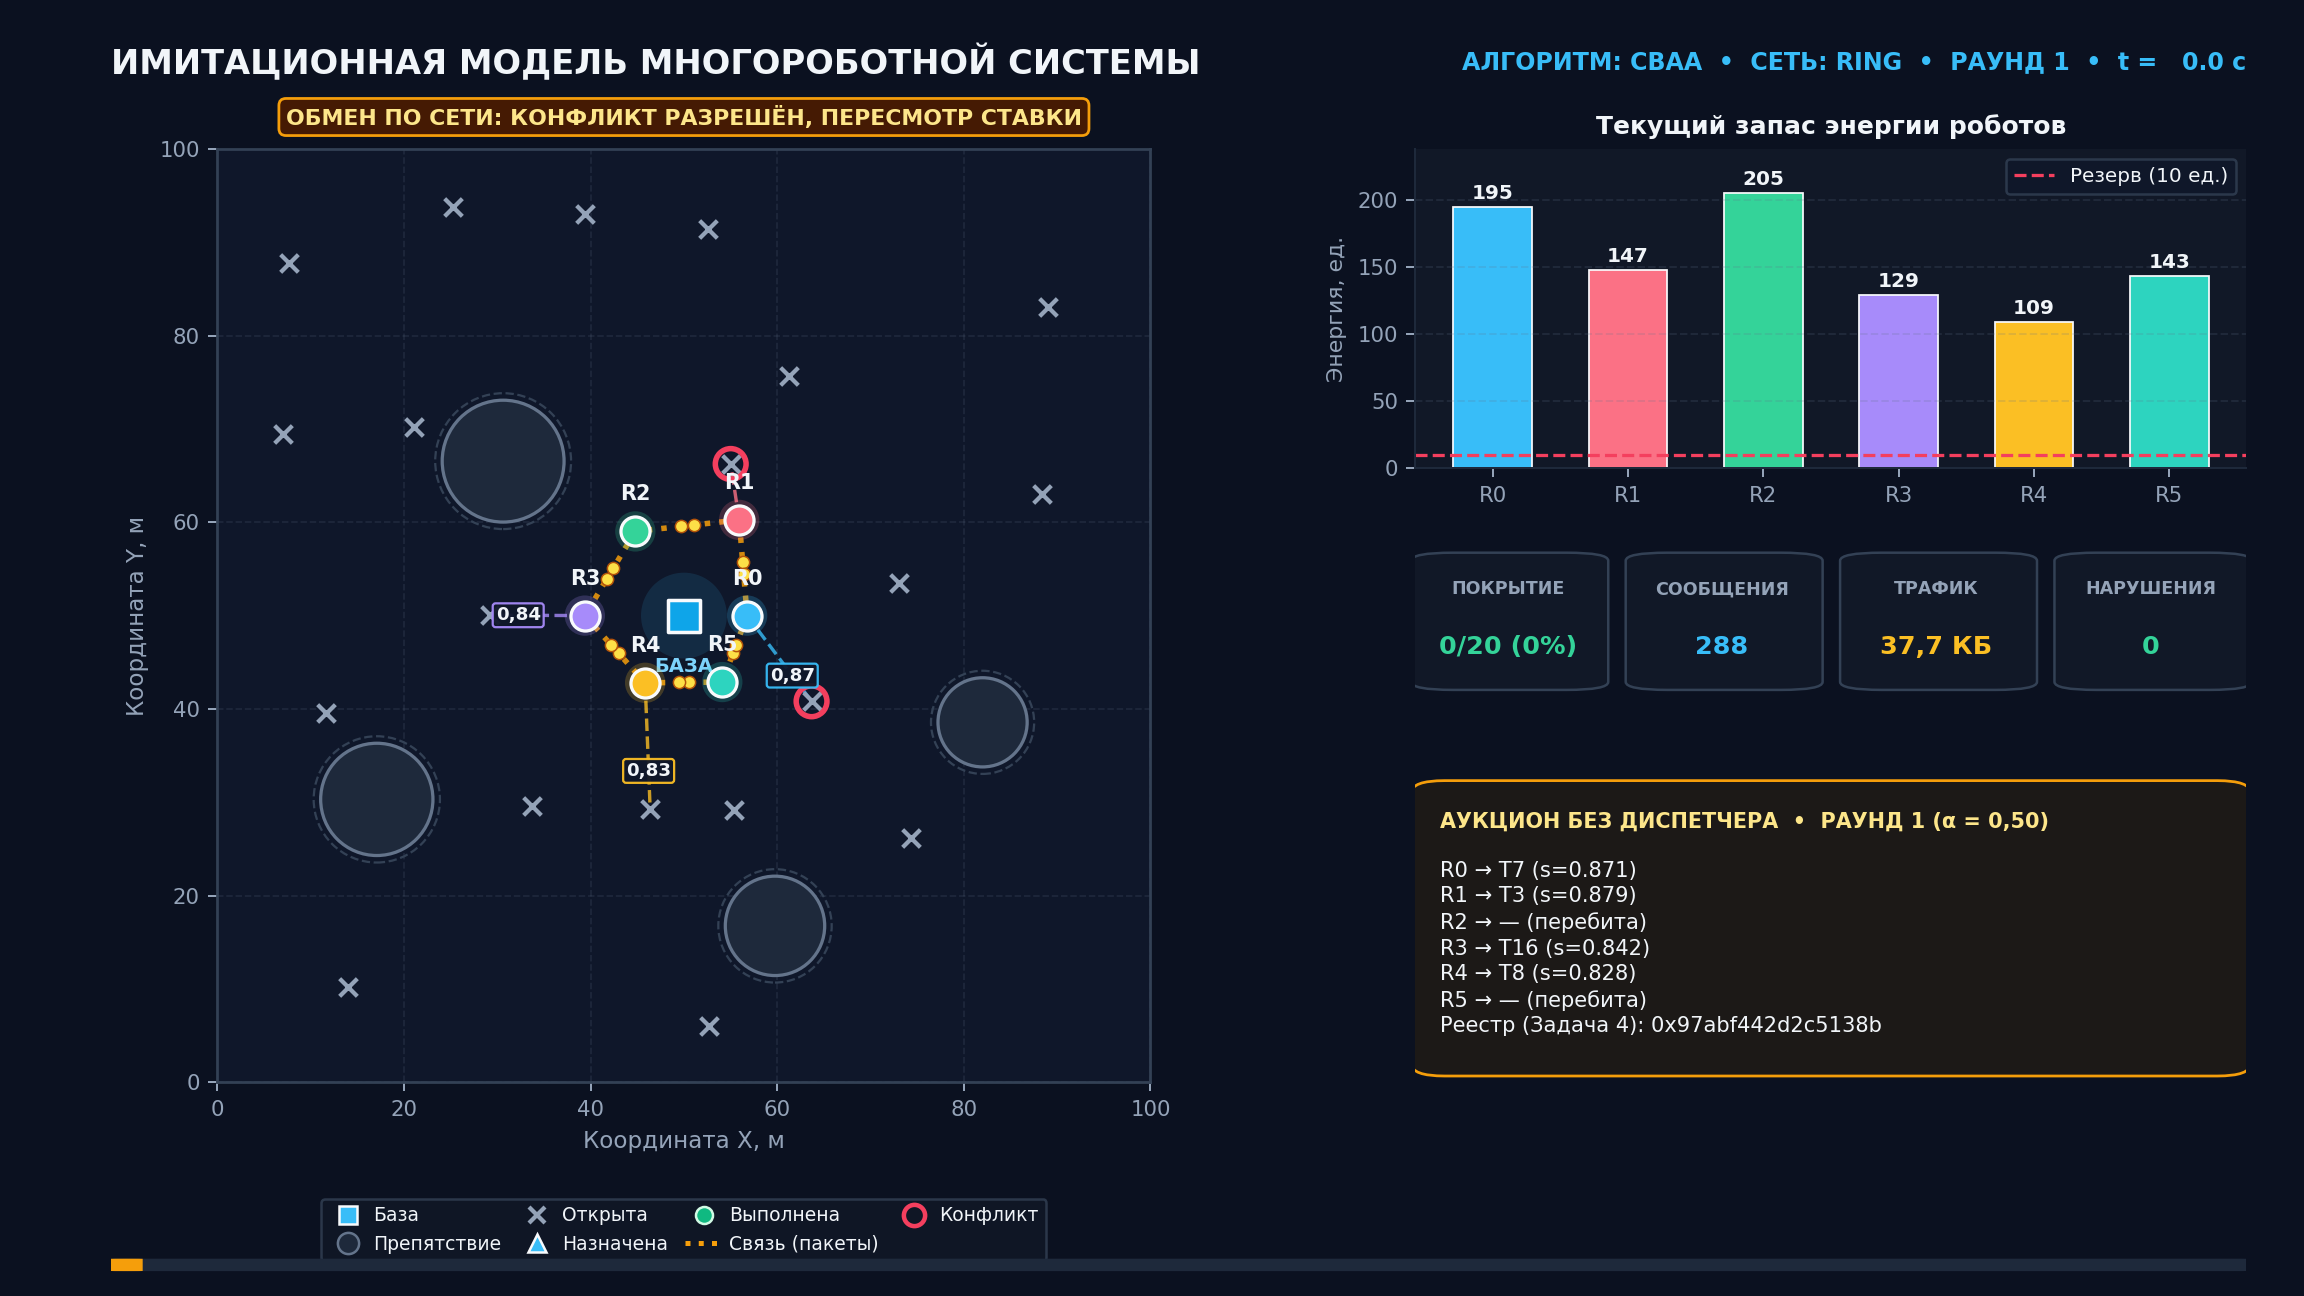 ИМИТАЦИОННАЯ МОДЕЛЬ МНОГОРОБОТНОЙ СИСТЕМЫ
АЛГОРИТМ: CBAA • СЕТЬ: RING • РАУНД 1 • t = 0.0 с
ОБМЕН ПО СЕТИ: КОНФЛИКТ РАЗРЕШЁН, ПЕРЕСМОТР СТАВКИ
100
80
60
40
20
0
Координата Y, м
R1
R2
R3
R0
0,84
R4
R5
БАЗА
0,87
0,83
0
20
40
60
80
100
Координата X, м
База
Открыта
Выполнена
Конфликт
Препятствие
Назначена
Связь (пакеты)
Текущий запас энергии роботов
Резерв (10 ед.)
Энергия, ед.
200
150
100
50
0
195
147
205
129
109
143
R0
R1
R2
R3
R4
R5
ПОКРЫТИЕ
0/20 (0%)
СООБЩЕНИЯ
288
ТРАФИК
37,7 КБ
НАРУШЕНИЯ
0
АУКЦИОН БЕЗ ДИСПЕТЧЕРА • РАУНД 1 (α = 0,50)
R0 → T7 (s=0.871)
R1 → T3 (s=0.879)
R2 → — (перебита)
R3 → T16 (s=0.842)
R4 → T8 (s=0.828)
R5 → — (перебита)
Реестр (Задача 4): 0x97abf442d2c5138b